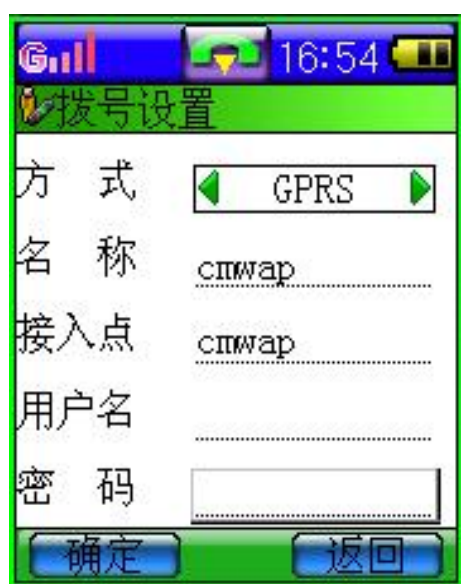 G 16:54
拨号设置
方 式 GPRS
名 称 cmwap
接入点 cmwap
用户名
密 码
确定 返回